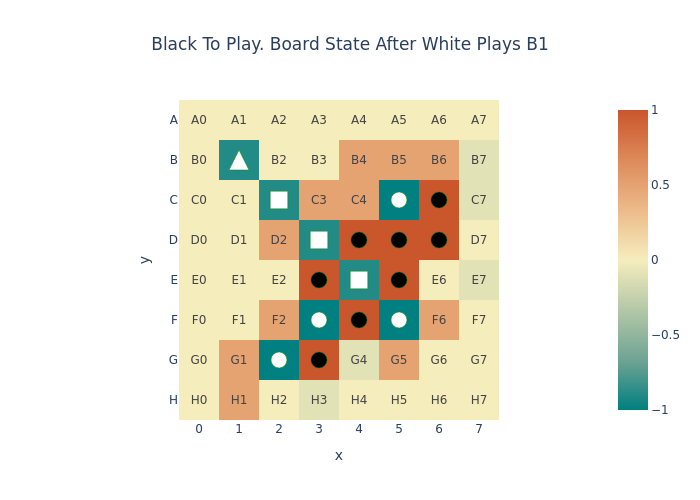 Black To Play. Board State After White Plays B1
A A0 A1 A2 A3 A4 A5 A6 A7
B B0 B2 B3 B4 B5 B6 B7
C C0 C1 C3 C4 C7
D D0 D1 D2 D7
E E0 E1 E2 E6 E7
F F0 F1 F2 F6 F7
G G0 G1 G4 G5 G6 G7
H H0 H1 H2 H3 H4 H5 H6 H7
0 1 2 3 4 5 6 7
x
y
1
0.5
0
−0.5
−1